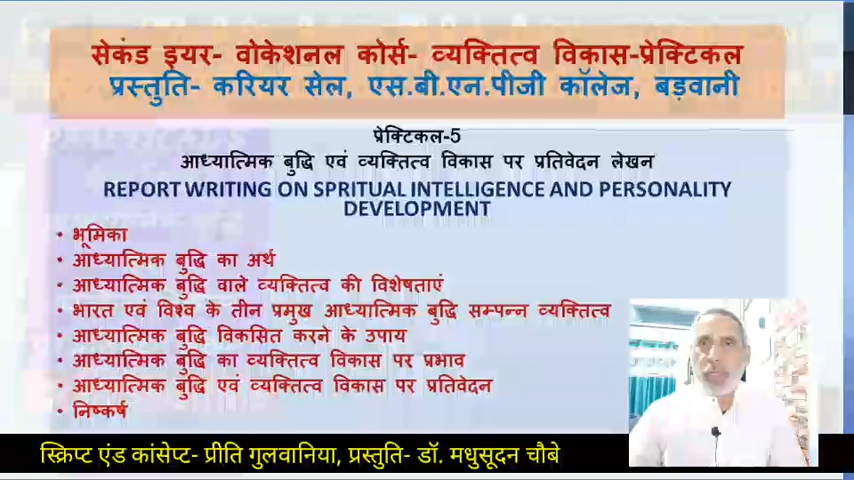 सेकंड इयर- वोकेशनल कोर्स- व्यक्तित्व विकास-प्रेक्टिकल
प्रस्तुति- करियर सेल, एस.बी.एन.पीजी कॉलेज, बड़वानी
प्रेक्टिकल-5
आध्यात्मिक बुद्धि एवं व्यक्तित्व विकास पर प्रतिवेदन लेखन
REPORT WRITING ON SPRITUAL INTELLIGENCE AND PERSONALITY
DEVELOPMENT
• भूमिका
• आध्यात्मिक बुद्धि का अर्थ
• आध्यात्मिक बुद्धि वाले व्यक्तित्व की विशेषताएं
• भारत एवं विश्व के तीन प्रमुख आध्यात्मिक बुद्धि सम्पन्न व्यक्तित्व
• आध्यात्मिक बुद्धि विकसित करने के उपाय
• आध्यात्मिक बुद्धि का व्यक्तित्व विकास पर प्रभाव
• आध्यात्मिक बुद्धि एवं व्यक्तित्व विकास पर प्रतिवेदन
• निष्कर्ष
स्क्रिप्ट एंड कांसेप्ट- प्रीति गुलवानिया, प्रस्तुति- डॉ. मधुसूदन चौबे